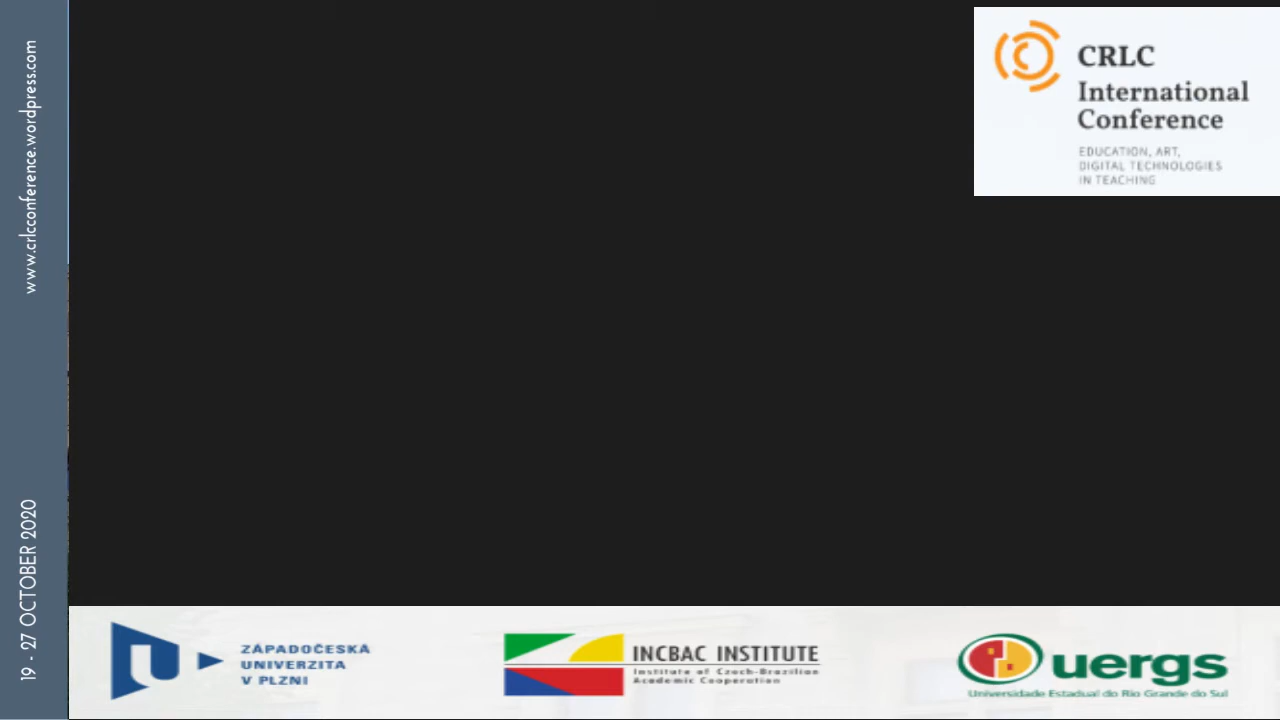 www.crlcconference.wordpress.com
19 - 27 OCTOBER 2020
CRLC
International
Conference
EDUCATION, ART,
DIGITAL TECHNOLOGIES
IN TEACHING
ZÁPADOČESKÁ
UNIVERZITA
V PLZNI
INCBAC INSTITUTE
Institute of Czech-Brazilian
Academic Cooperation
uergs
Universidade Estadual do Rio Grande do Sul